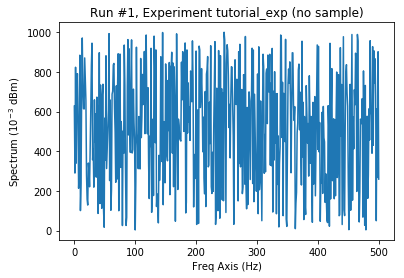 Run #1, Experiment tutorial_exp (no sample)
Spectrum (10⁻³ dBm)
1000
800
600
400
200
0
0 100 200 300 400 500
Freq Axis (Hz)